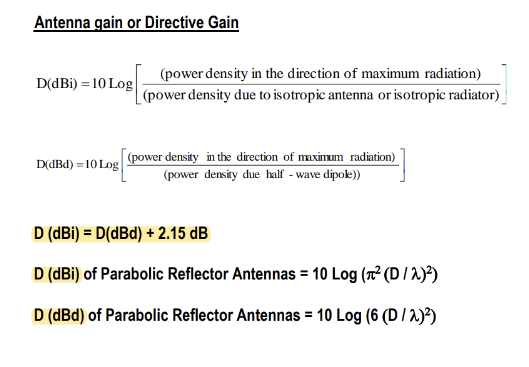 Antenna gain or Directive Gain
D(dBi) = 10 Log[(power density in the direction of maximum radiation) / (power density due to isotropic antenna or isotropic radiator)]
D(dBd) = 10 Log[(power density in the direction of maximum radiation) / (power density due half - wave dipole))]
D (dBi) = D(dBd) + 2.15 dB
D (dBi) of Parabolic Reflector Antennas = 10 Log (π² (D / λ)²)
D (dBd) of Parabolic Reflector Antennas = 10 Log (6 (D / λ)²)